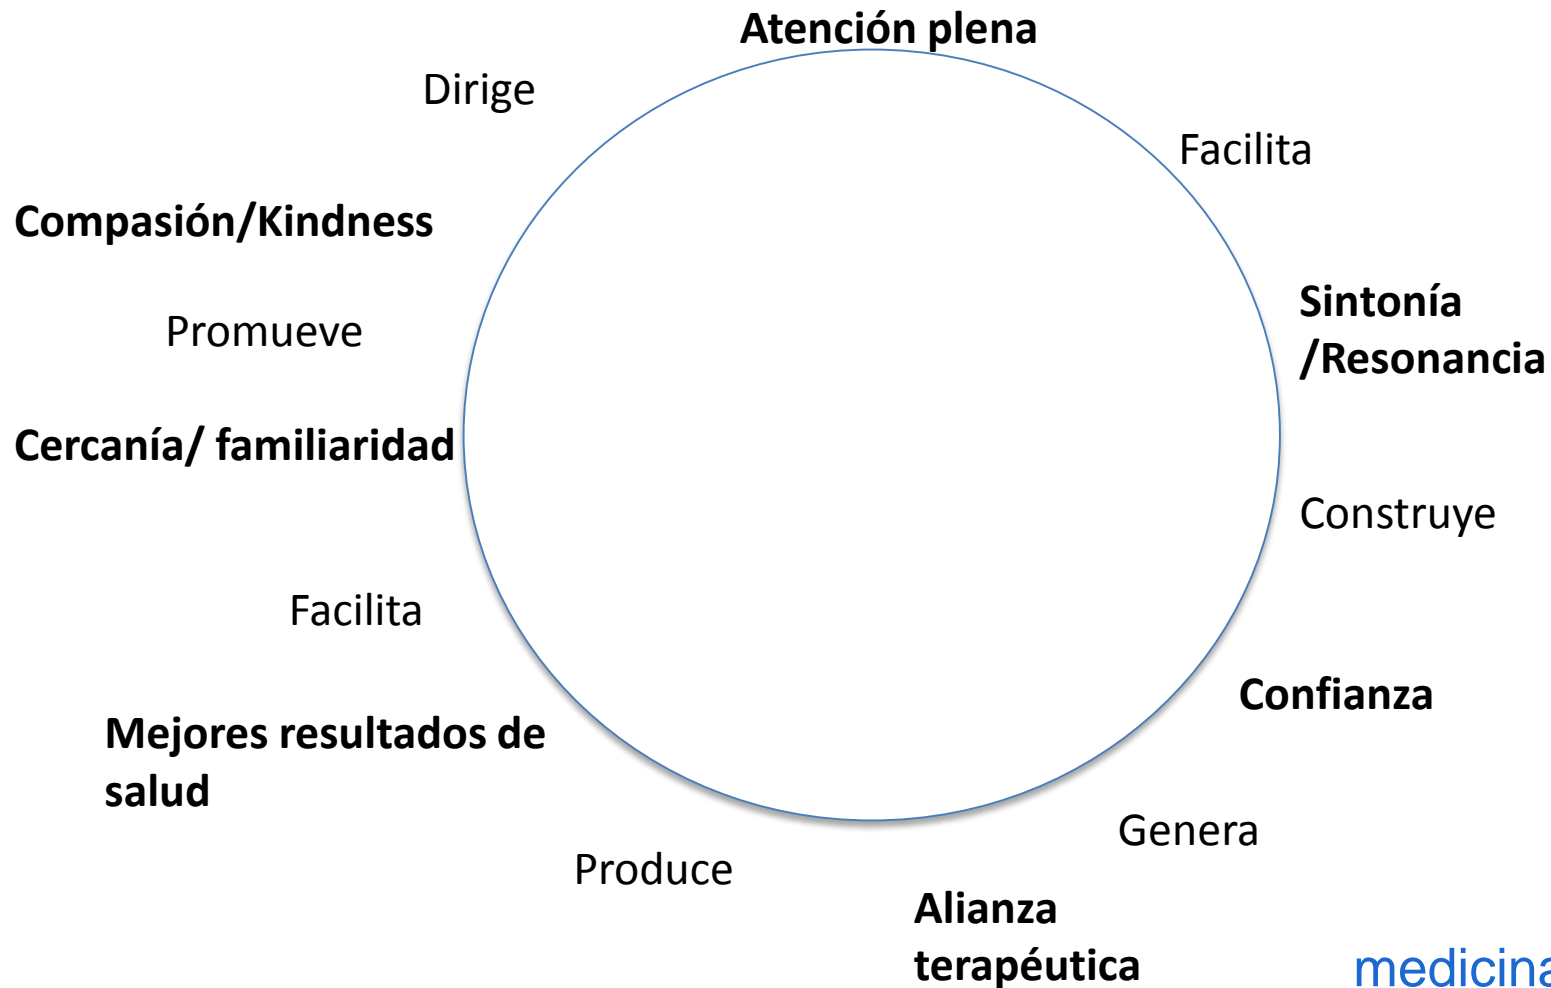 Atención plena
Dirige
Facilita
Compasión/Kindness
Sintonía
/Resonancia
Promueve
Cercanía/ familiaridad
Construye
Facilita
Confianza
Mejores resultados de
salud
Genera
Produce
Alianza
terapéutica
medicina